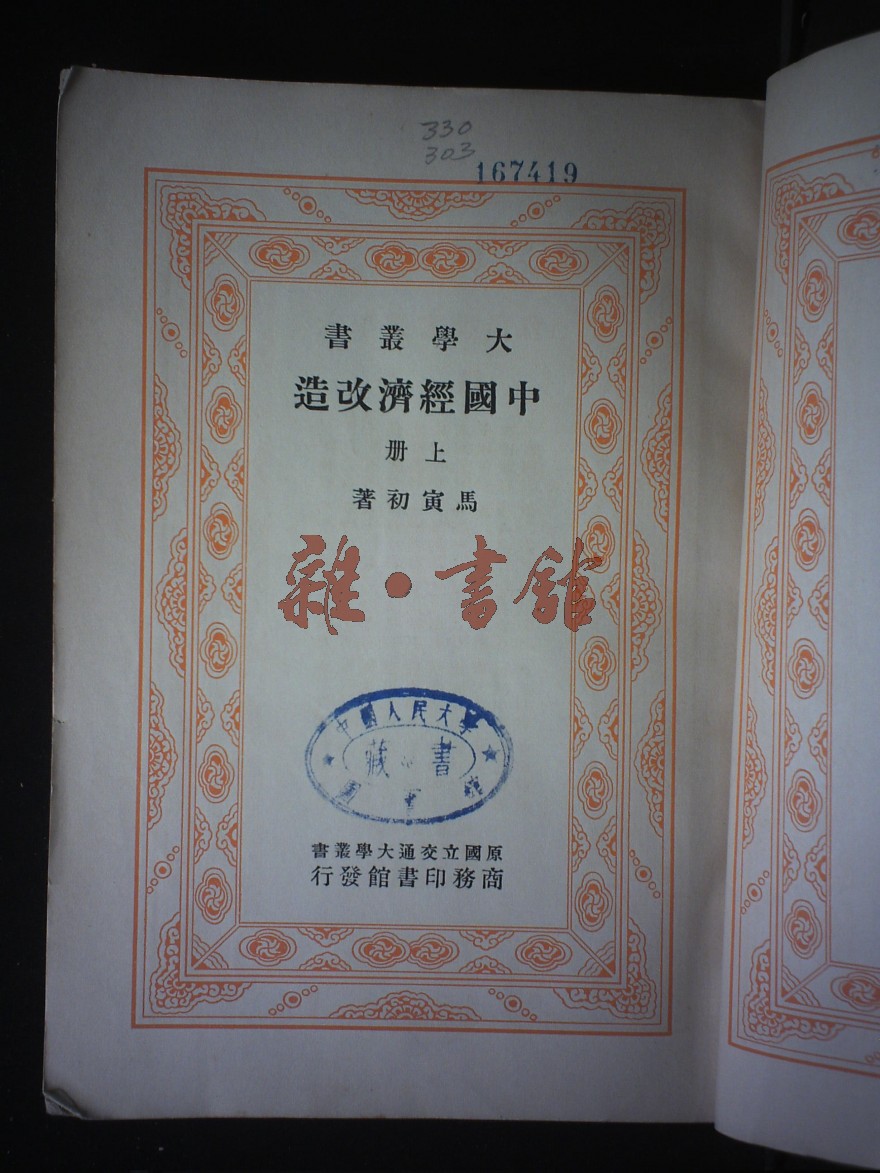 330
303
167419
大學叢書
中國經濟改造
上册
馬寅初著
雜·書館
中國人民大學
藏書
原國立交通大學叢書
商務印書館發行